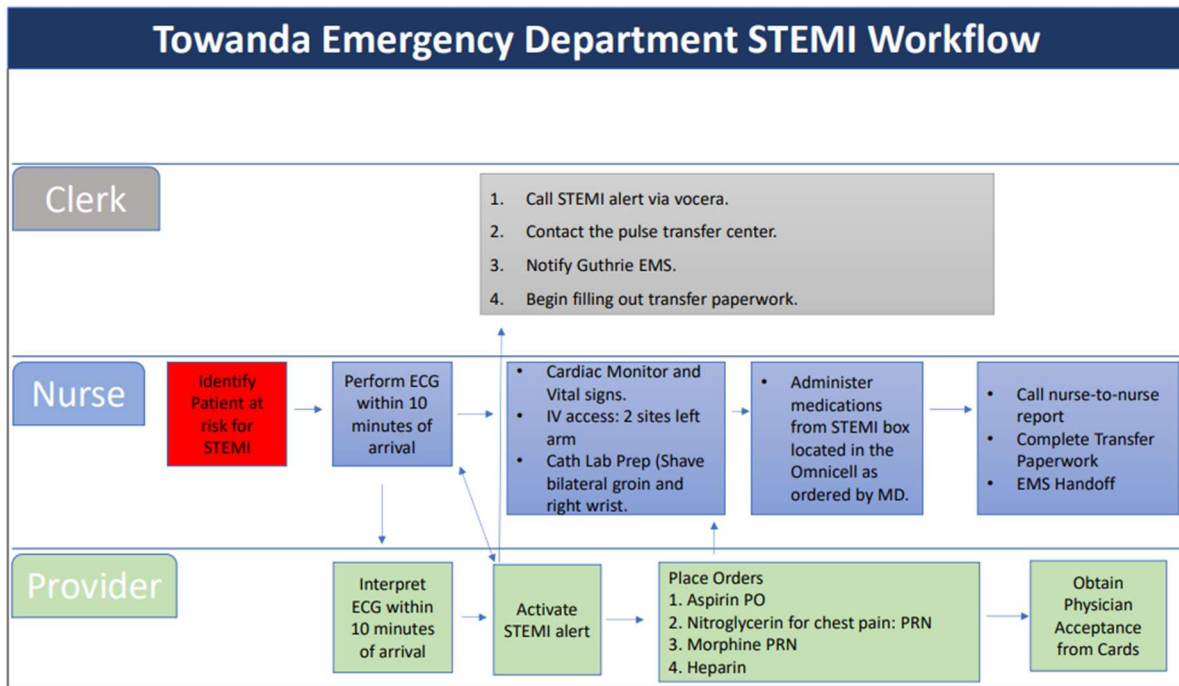 Towanda Emergency Department STEMI Workflow
Clerk
1. Call STEMI alert via vocera.
2. Contact the pulse transfer center.
3. Notify Guthrie EMS.
4. Begin filling out transfer paperwork.
Nurse
Identify
Patient at
risk for
STEMI
Perform ECG
within 10
minutes of
arrival
• Cardiac Monitor and
Vital signs.
• IV access: 2 sites left
arm
• Cath Lab Prep (Shave
bilateral groin and
right wrist.
• Administer
medications
from STEMI box
located in the
Omnicell as
ordered by MD.
• Call nurse-to-nurse
report
• Complete Transfer
Paperwork
• EMS Handoff
Provider
Interpret
ECG within
10 minutes
of arrival
Activate
STEMI alert
Place Orders
1. Aspirin PO
2. Nitroglycerin for chest pain: PRN
3. Morphine PRN
4. Heparin
Obtain
Physician
Acceptance
from Cards